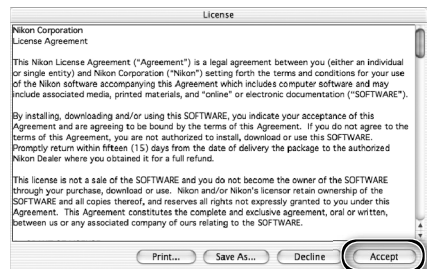 License
Nikon Corporation
License Agreement
This Nikon License Agreement ("Agreement") is a legal agreement between you (either an individual
or single entity) and Nikon Corporation ("Nikon") setting forth the terms and conditions for your use
of the Nikon software accompanying this Agreement which includes computer software and may
include associated media, printed materials, and "online" or electronic documentation ("SOFTWARE").
By installing, downloading and/or using this SOFTWARE, you indicate your acceptance of this
Agreement and are agreeing to be bound by the terms of this Agreement. If you do not agree to the
terms of this Agreement, you are not authorized to install, download or use this SOFTWARE.
Promptly return within fifteen (15) days from the date of delivery the package to the authorized
Nikon Dealer where you obtained it for a full refund.
This license is not a sale of the SOFTWARE and you do not become the owner of the SOFTWARE
through your purchase, download or use. Nikon and/or Nikon's licensor retain ownership of the
SOFTWARE and all copies thereof, and reserves all rights not expressly granted to you under this
Agreement. This Agreement constitutes the complete and exclusive agreement, oral or written,
between us or any associated company of ours relating to the SOFTWARE.
Print... Save As... Decline Accept